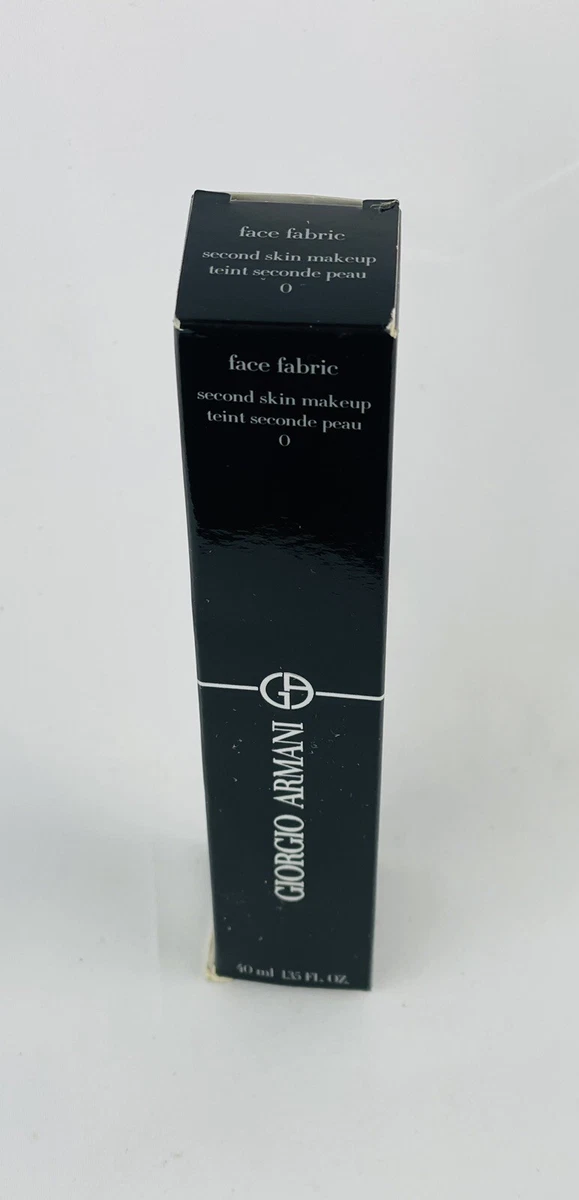 face fabric
second skin makeup
teint seconde peau
0
face fabric
second skin makeup
teint seconde peau
0
GA
GIORGIO ARMANI
40 ml 1.35 FL. OZ.